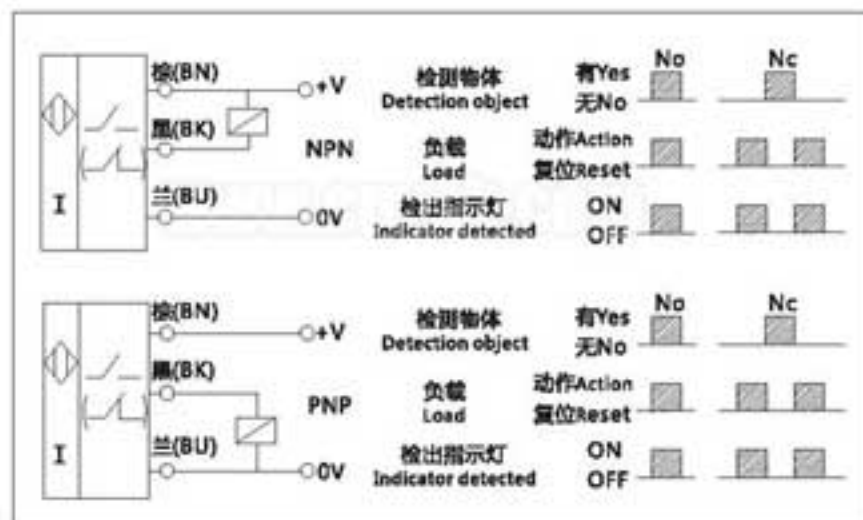 No Nc
棕(BN)
+V
检测物体
有Yes
Detection object
无No
黑(BK)
NPN
负载
动作Action
Load
复位Reset
兰(BU)
0V
检出指示灯
ON
Indicator detected
OFF
I
No Nc
棕(BN)
+V
检测物体
有Yes
Detection object
无No
黑(BK)
PNP
负载
动作Action
Load
复位Reset
兰(BU)
0V
检出指示灯
ON
Indicator detected
OFF
I